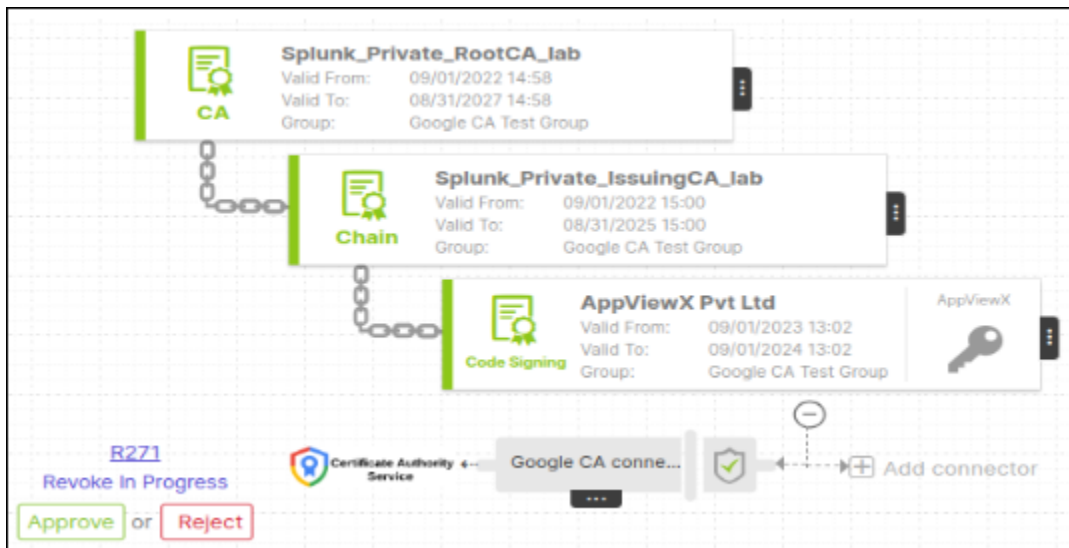 Splunk_Private_RootCA_lab
Valid From: 09/01/2022 14:58
Valid To: 08/31/2027 14:58
Group: Google CA Test Group
CA
Splunk_Private_IssuingCA_lab
Valid From: 09/01/2022 15:00
Valid To: 08/31/2025 15:00
Group: Google CA Test Group
Chain
AppViewX Pvt Ltd
Valid From: 09/01/2023 13:02
Valid To: 09/01/2024 13:02
Group: Google CA Test Group
Code Signing
AppViewX
R271
Revoke In Progress
Approve or Reject
Certificate Authority
Service
Google CA conne...
Add connector